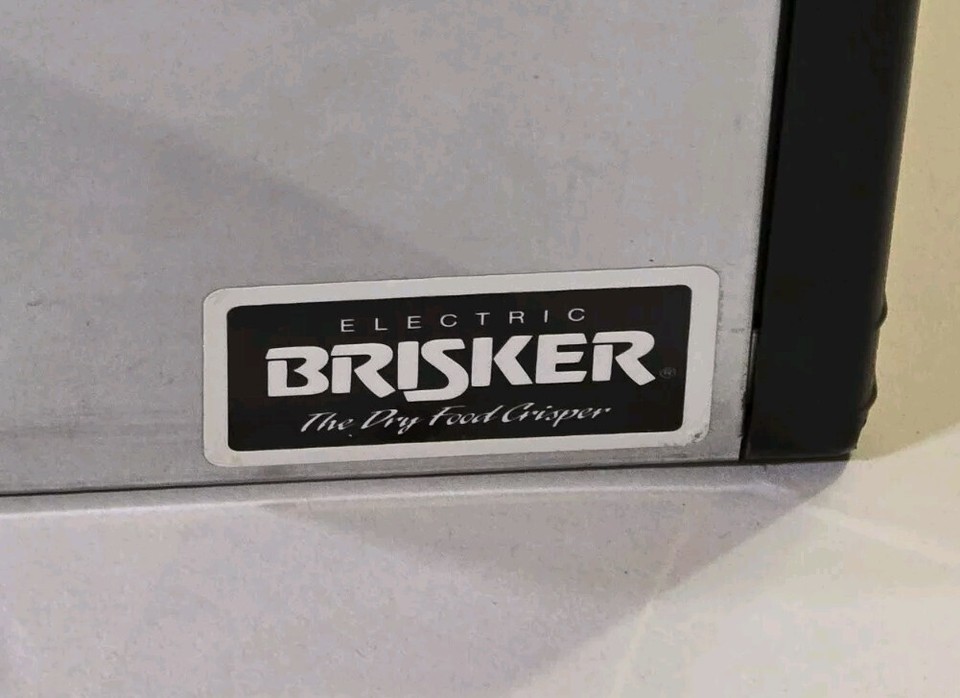 ELECTRIC
BRISKER®
The Dry Food Crisper